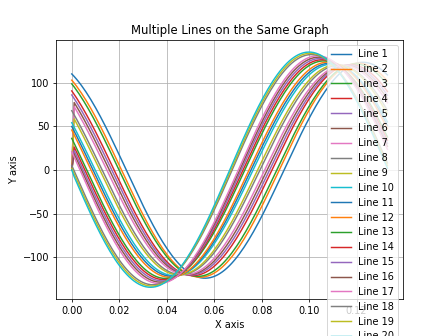 Multiple Lines on the Same Graph
Y axis
100
50
0
−50
−100
0.00
0.02
0.04
0.06
0.08
0.10
X axis
Line 1
Line 2
Line 3
Line 4
Line 5
Line 6
Line 7
Line 8
Line 9
Line 10
Line 11
Line 12
Line 13
Line 14
Line 15
Line 16
Line 17
Line 18
Line 19
Line 20